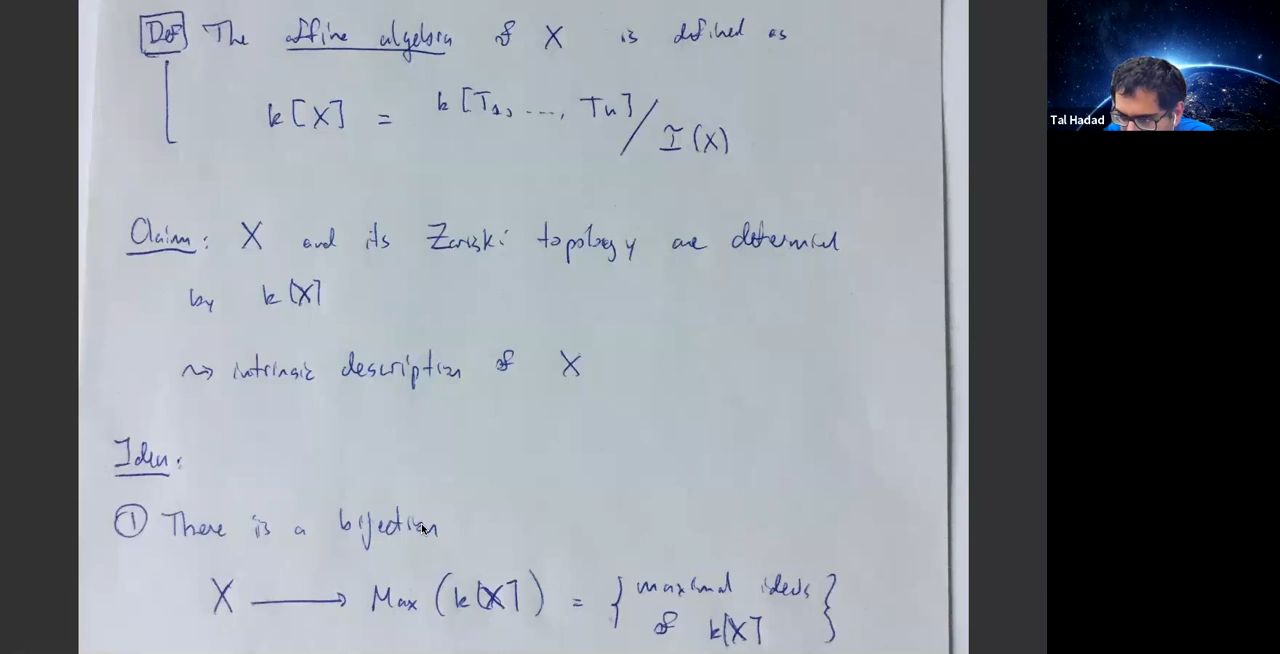 Def The affine algebra of X is defined as
k[X] = k[T₁, ..., Tn] / I(X)
Claim: X and its Zariski topology are determined
by k[X]
⇝ intrinsic description of X
Idea:
① There is a bijection
X ⟶ Max (k[X]) = { maximal ideals
of k[X] }
Tal Hadad